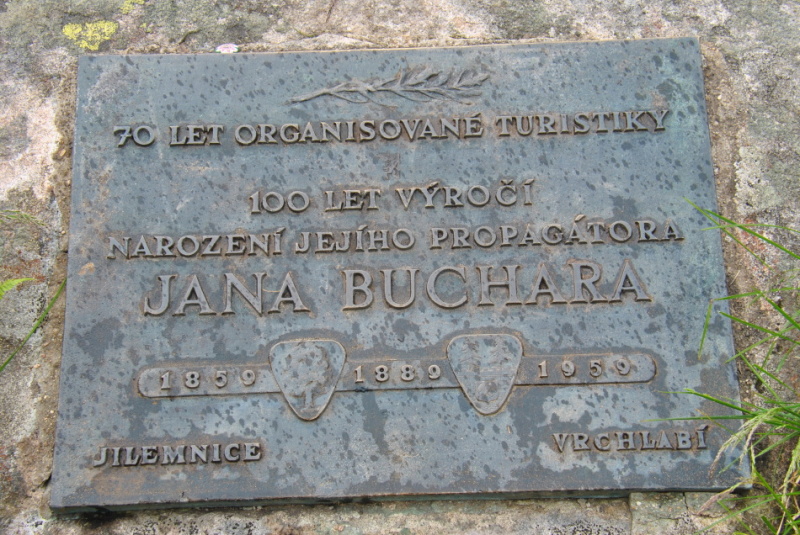 70 LET ORGANISOVANÉ TURISTIKY
100 LET VÝROČÍ
NAROZENÍ JEJÍHO PROPAGÁTORA
JANA BUCHARA
1859 1889 1959
JILEMNICE VRCHLABÍ